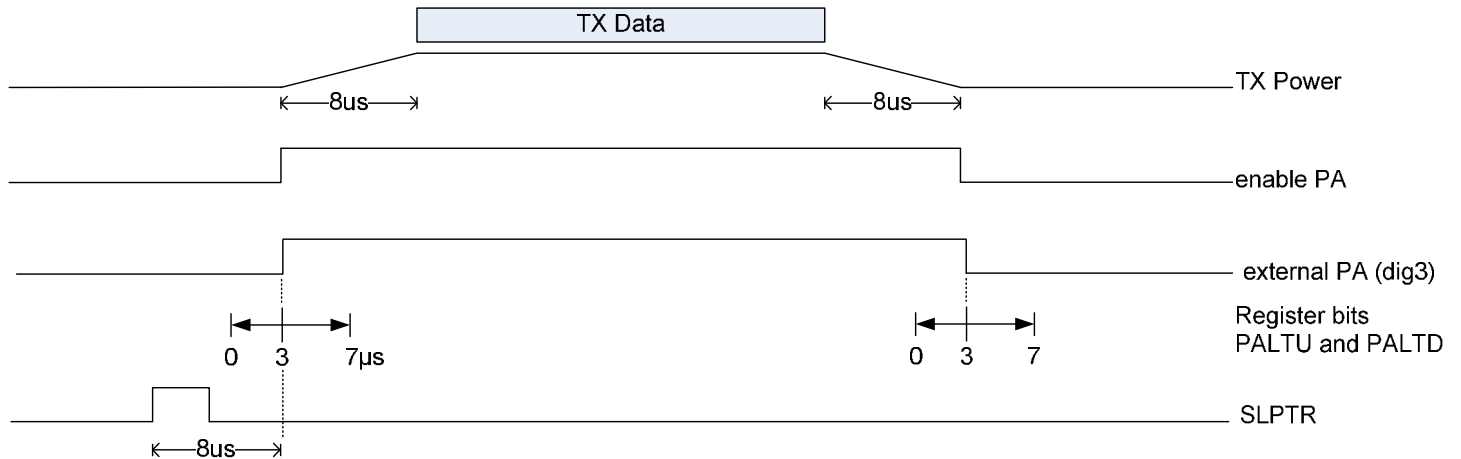 TX Data
TX Power
8us
8us
enable PA
external PA (dig3)
Register bits
PALTU and PALTD
0 3 7µs
0 3 7
SLPTR
8us